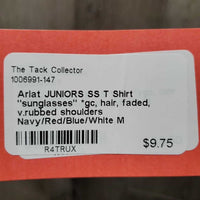 The Tack Collector
1006991-147
Ariat JUNIORS SS T Shirt
"sunglasses" *gc, hair, faded,
v.rubbed shoulders
Navy/Red/Blue/White M
$9.75
R4TRUX